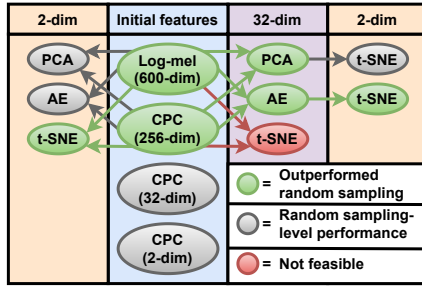 2-dim Initial features 32-dim 2-dim
PCA
AE
t-SNE
Log-mel
(600-dim)
CPC
(256-dim)
CPC
(32-dim)
CPC
(2-dim)
PCA
AE
t-SNE
t-SNE
t-SNE
= Outperformed
random sampling
= Random sampling-
level performance
= Not feasible